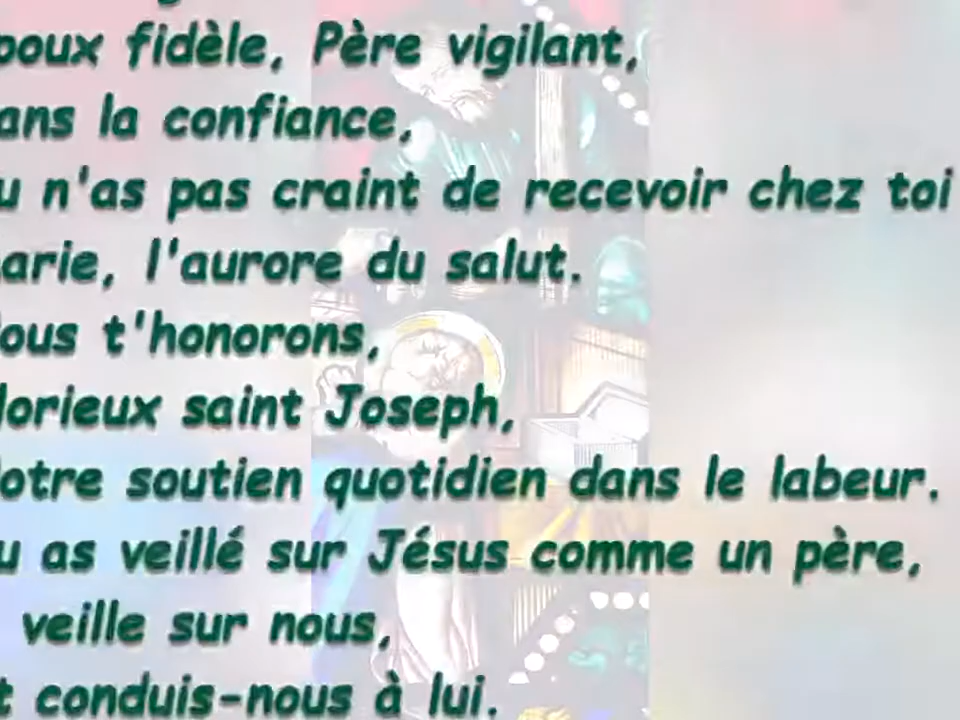 poux fidèle, Père vigilant,
ans la confiance,
u n'as pas craint de recevoir chez toi
arie, l'aurore du salut.
ous t'honorons,
lorieux saint Joseph,
otre soutien quotidien dans le labeur.
u as veillé sur Jésus comme un père,
veille sur nous,
t conduis-nous à lui.